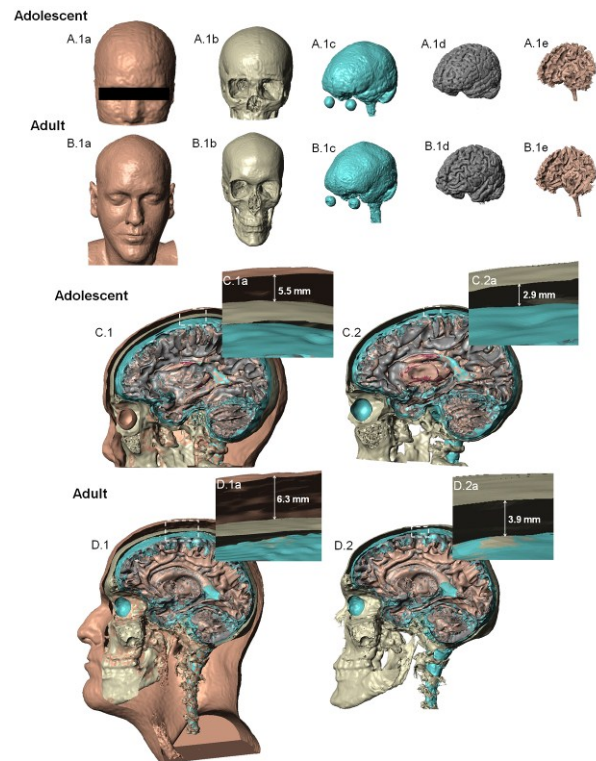 Adolescent
A.1a A.1b A.1c A.1d A.1e
Adult
B.1a B.1b B.1c B.1d B.1e
C.1a
5.5 mm
C.2a
2.9 mm
Adolescent
C.1 C.2
D.1a
6.3 mm
D.2a
3.9 mm
Adult
D.1 D.2